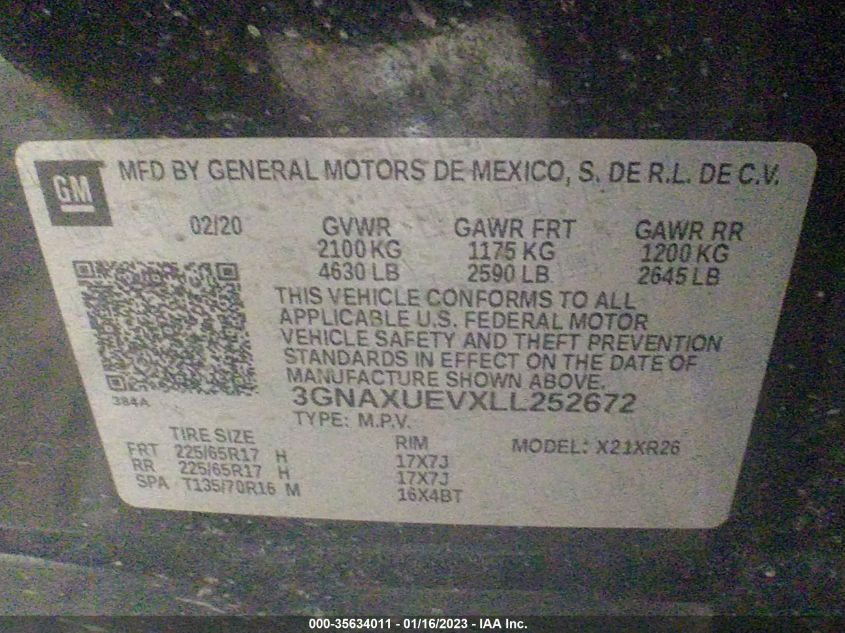 GM MFD BY GENERAL MOTORS DE MEXICO, S. DE R.L. DE C.V.
02/20 GVWR GAWR FRT GAWR RR
2100 KG 1175 KG 1200 KG
4630 LB 2590 LB 2645 LB
THIS VEHICLE CONFORMS TO ALL
APPLICABLE U.S. FEDERAL MOTOR
VEHICLE SAFETY AND THEFT PREVENTION
STANDARDS IN EFFECT ON THE DATE OF
MANUFACTURE SHOWN ABOVE.
384A 3GNAXUEVXLL252672
TYPE: M.P.V.
TIRE SIZE RIM MODEL: X21XR26
FRT 225/65R17 H 17X7J
RR 225/65R17 H 17X7J
SPA T135/70R16 M 16X4BT
000-35634011 - 01/16/2023 - IAA Inc.